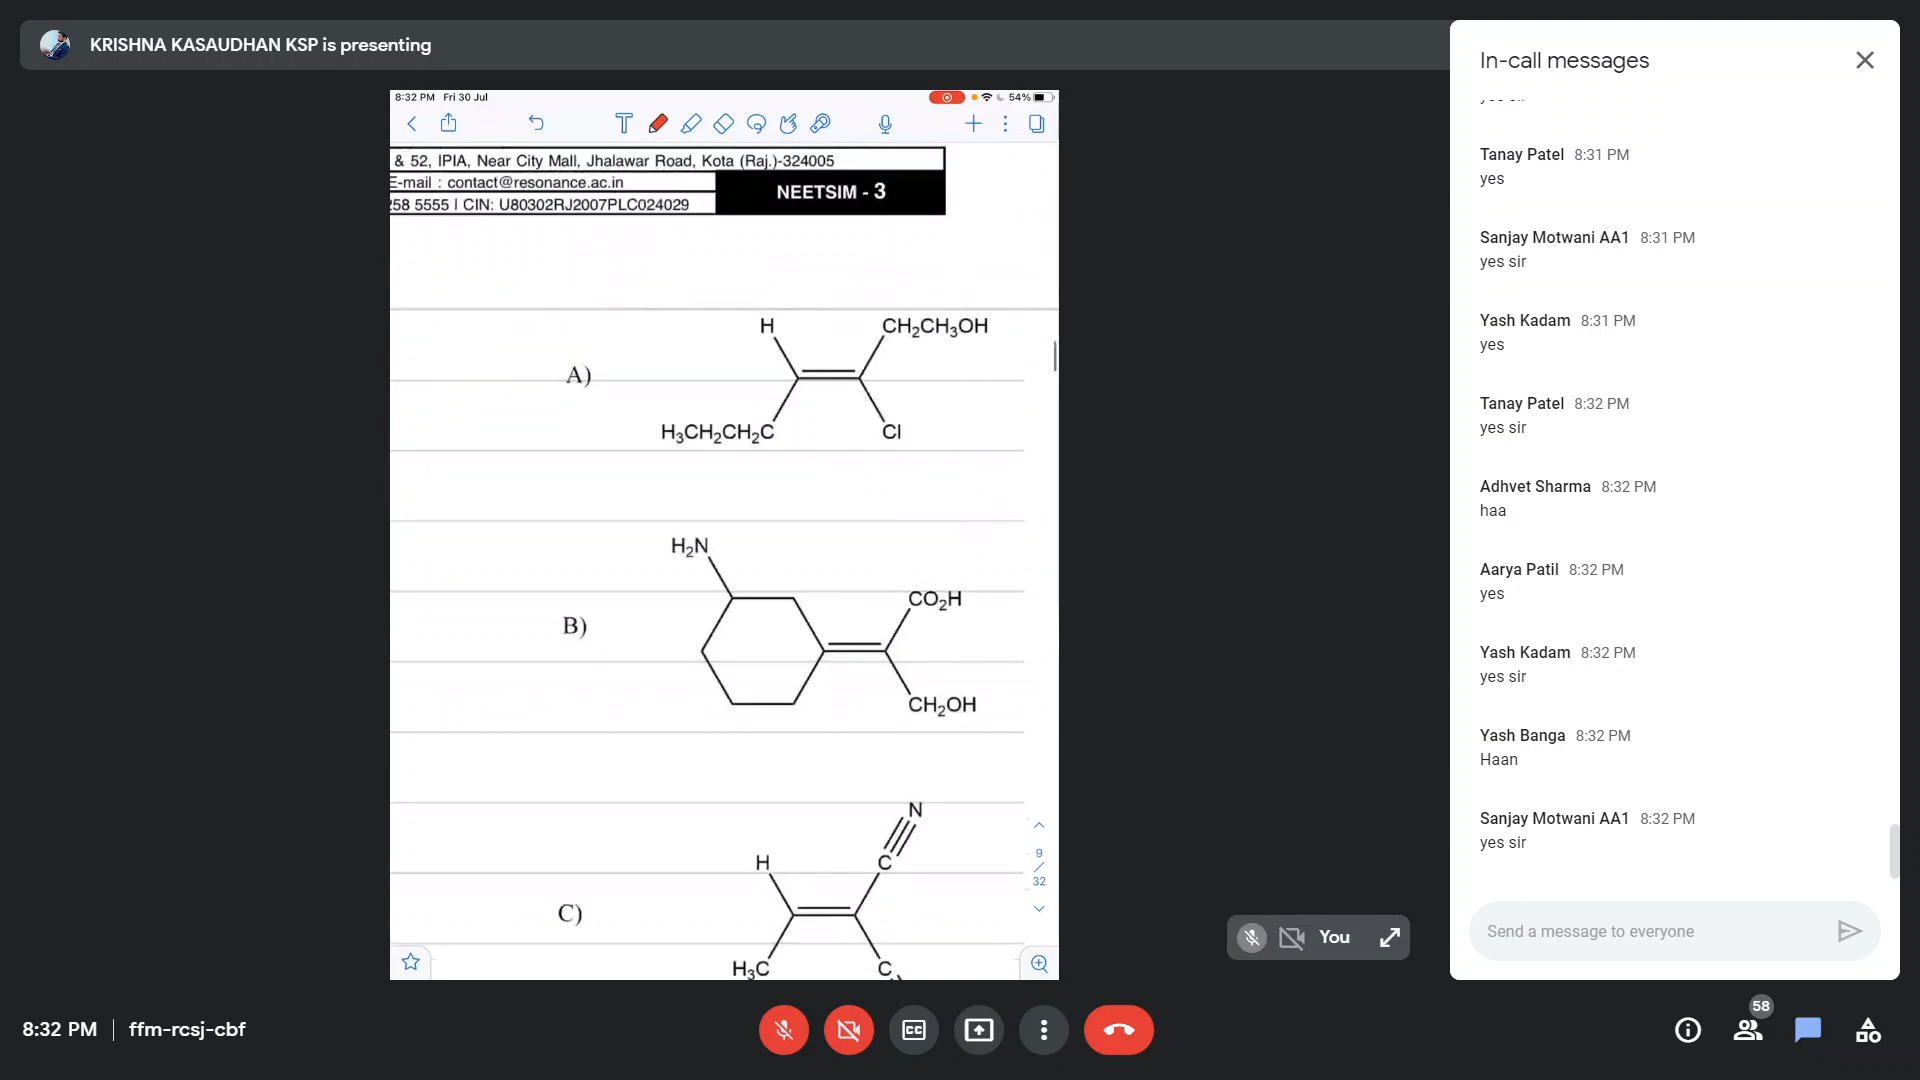 KRISHNA KASAUDHAN KSP is presenting
8:32 PM Fri 30 Jul
54%
& 52, IPIA, Near City Mall, Jhalawar Road, Kota (Raj.)-324005
E-mail : contact@resonance.ac.in
258 5555 | CIN: U80302RJ2007PLC024029
NEETSIM - 3
A)
H
CH₂CH₃OH
H₃CH₂CH₂C
Cl
B)
H₂N
CO₂H
CH₂OH
C)
N
H
C
H₃C
C
9
/
32
You
In-call messages
Tanay Patel 8:31 PM
yes
Sanjay Motwani AA1 8:31 PM
yes sir
Yash Kadam 8:31 PM
yes
Tanay Patel 8:32 PM
yes sir
Adhvet Sharma 8:32 PM
haa
Aarya Patil 8:32 PM
yes
Yash Kadam 8:32 PM
yes sir
Yash Banga 8:32 PM
Haan
Sanjay Motwani AA1 8:32 PM
yes sir
Send a message to everyone
8:32 PM | ffm-rcsj-cbf
CC
58